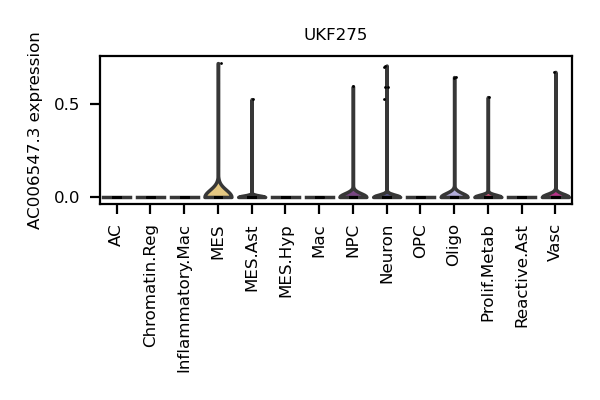 UKF275
AC006547.3 expression
0.5
0.0
AC
Chromatin.Reg
Inflammatory.Mac
MES
MES.Ast
MES.Hyp
Mac
NPC
Neuron
OPC
Oligo
Prolif.Metab
Reactive.Ast
Vasc